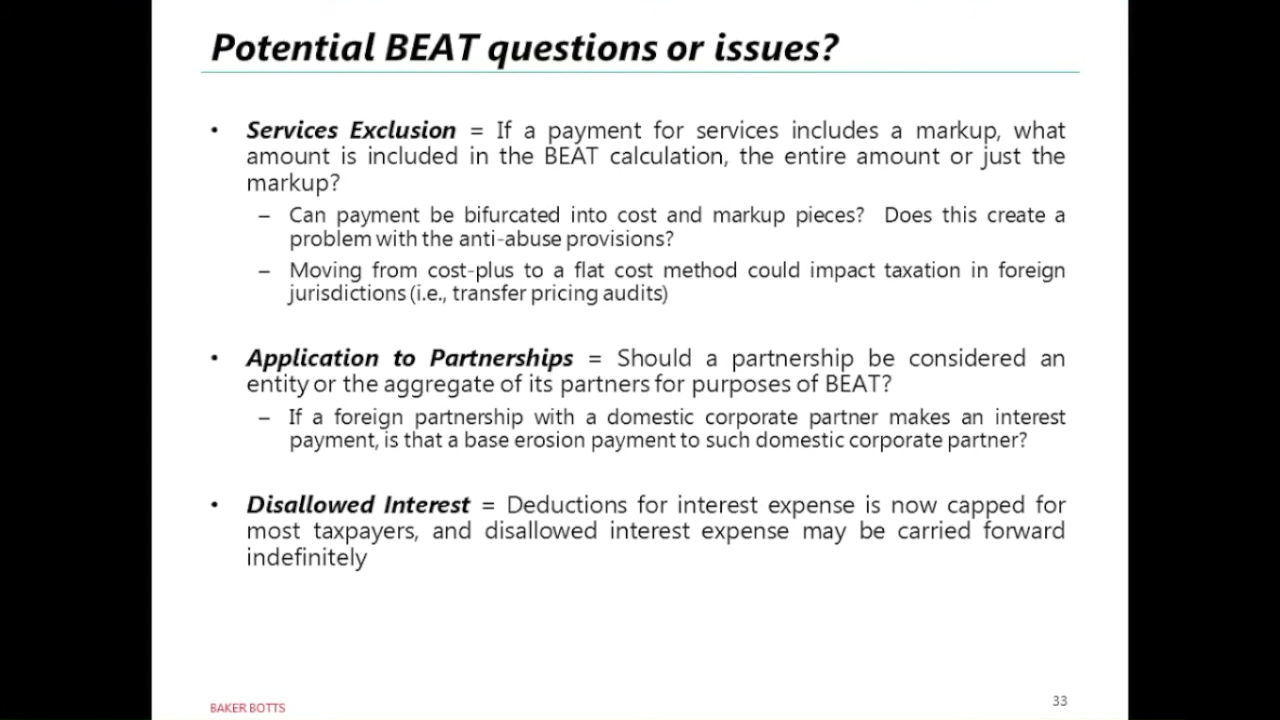 Potential BEAT questions or issues?
• Services Exclusion = If a payment for services includes a markup, what
amount is included in the BEAT calculation, the entire amount or just the
markup?
– Can payment be bifurcated into cost and markup pieces? Does this create a
problem with the anti-abuse provisions?
– Moving from cost-plus to a flat cost method could impact taxation in foreign
jurisdictions (i.e., transfer pricing audits)
• Application to Partnerships = Should a partnership be considered an
entity or the aggregate of its partners for purposes of BEAT?
– If a foreign partnership with a domestic corporate partner makes an interest
payment, is that a base erosion payment to such domestic corporate partner?
• Disallowed Interest = Deductions for interest expense is now capped for
most taxpayers, and disallowed interest expense may be carried forward
indefinitely
BAKER BOTTS
33